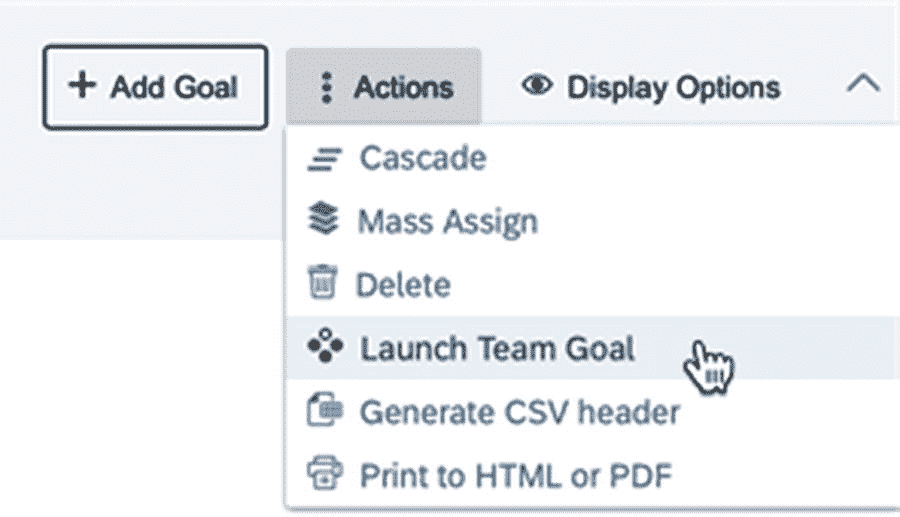 + Add Goal Actions Display Options
Cascade
Mass Assign
Delete
Launch Team Goal
Generate CSV header
Print to HTML or PDF